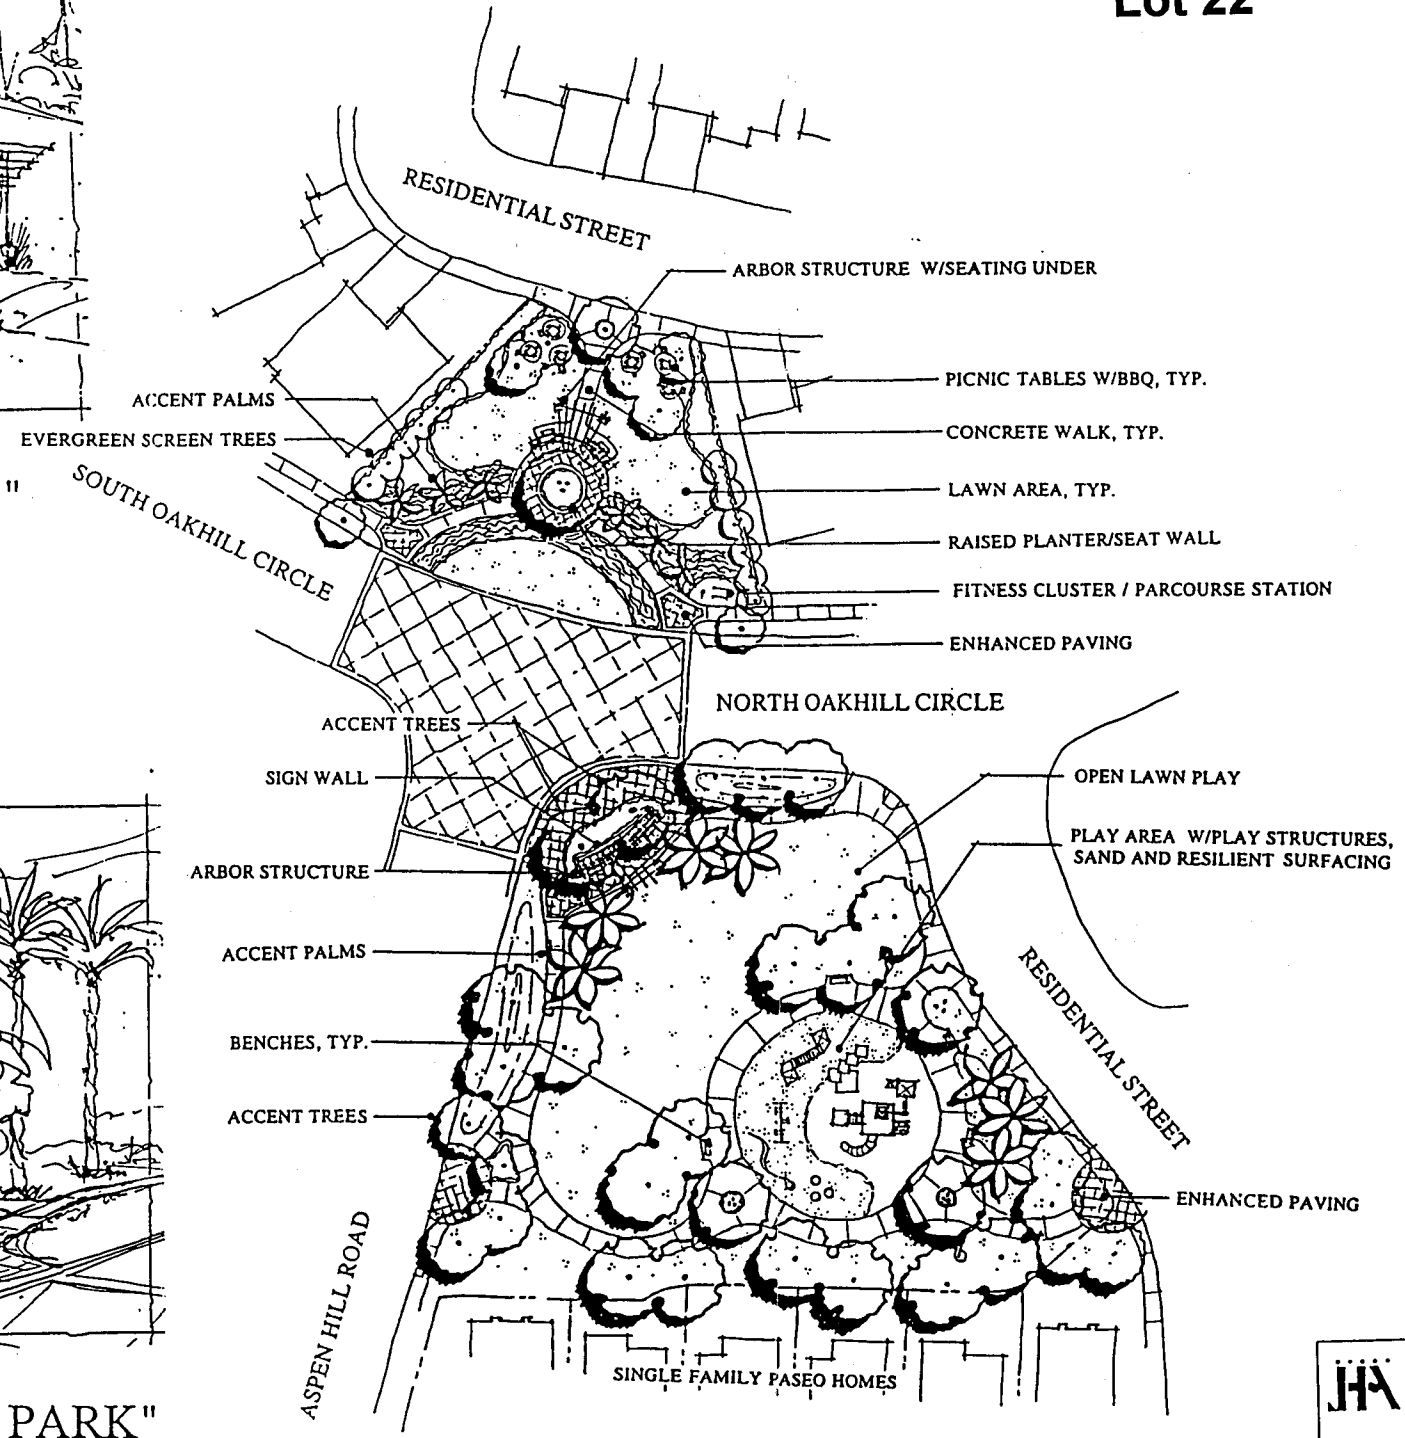 Lot 22
RESIDENTIAL STREET
ARBOR STRUCTURE W/SEATING UNDER
PICNIC TABLES W/BBQ, TYP.
ACCENT PALMS
CONCRETE WALK, TYP.
EVERGREEN SCREEN TREES
LAWN AREA, TYP.
"
SOUTH OAKHILL CIRCLE
RAISED PLANTER/SEAT WALL
FITNESS CLUSTER / PARCOURSE STATION
ENHANCED PAVING
NORTH OAKHILL CIRCLE
ACCENT TREES
SIGN WALL
OPEN LAWN PLAY
PLAY AREA W/PLAY STRUCTURES,
SAND AND RESILIENT SURFACING
ARBOR STRUCTURE
ACCENT PALMS
RESIDENTIAL STREET
BENCHES, TYP.
ACCENT TREES
ENHANCED PAVING
ASPEN HILL ROAD
SINGLE FAMILY PASEO HOMES
PARK"